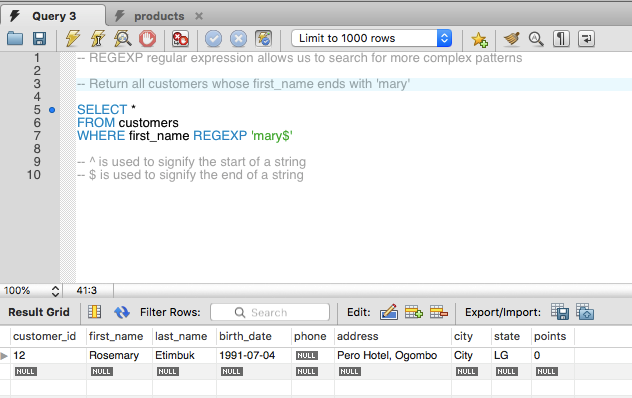 Query 3
products
Limit to 1000 rows
1 -- REGEXP regular expression allows us to search for more complex patterns
2
3 -- Return all customers whose first_name ends with 'mary'
4
5 SELECT *
6 FROM customers
7 WHERE first_name REGEXP 'mary$'
8
9 -- ^ is used to signify the start of a string
10 -- $ is used to signify the end of a string
100% 41:3
Result Grid Filter Rows: Search Edit: Export/Import:
customer_id first_name last_name birth_date phone address city state points
12 Rosemary Etimbuk 1991-07-04 NULL Pero Hotel, Ogombo City LG 0
NULL NULL NULL NULL NULL NULL NULL NULL NULL